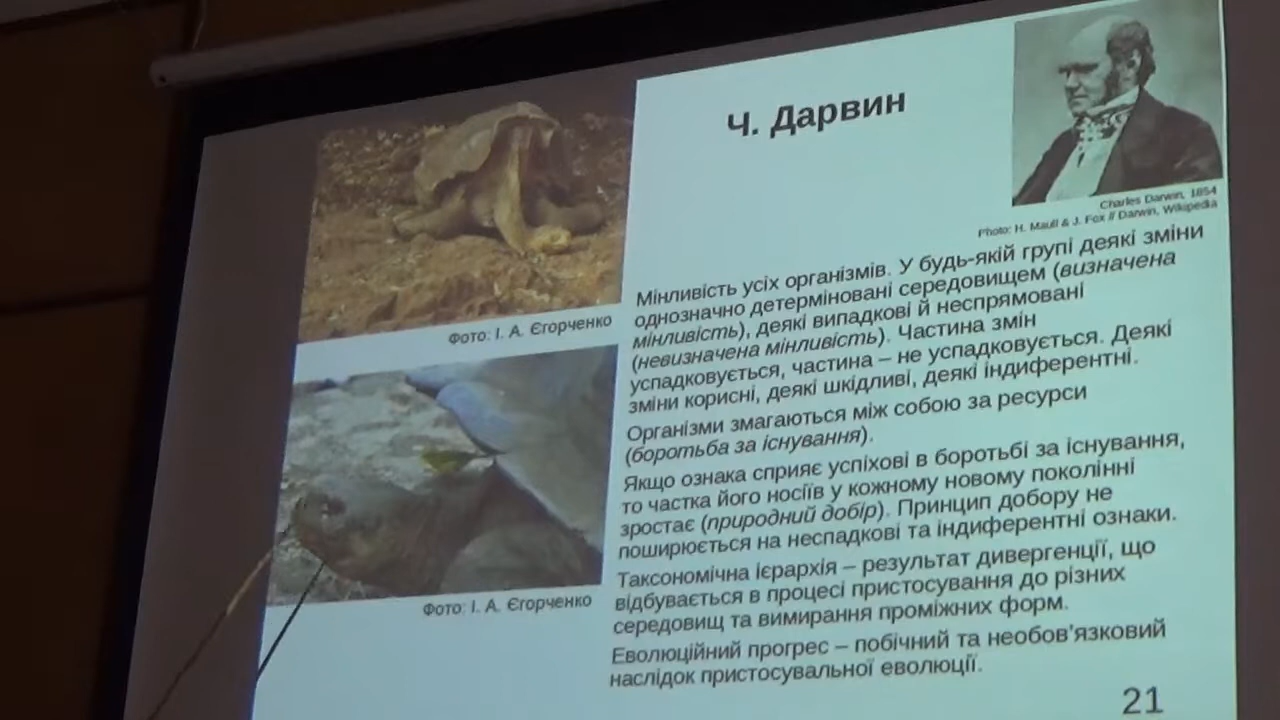 Ч. Дарвин
Charles Darwin, 1854
Photo: H. Maull & J. Fox // Darwin, Wikipedia
Фото: І. А. Єгорченко
Фото: І. А. Єгорченко
Мінливість усіх організмів. У будь-якій групі деякі зміни
однозначно детерміновані середовищем (визначена
мінливість), деякі випадкові й неспрямовані
(невизначена мінливість). Частина змін
успадковується, частина – не успадковується. Деякі
зміни корисні, деякі шкідливі, деякі індиферентні.
Організми змагаються між собою за ресурси
(боротьба за існування).
Якщо ознака сприяє успіхові в боротьбі за існування,
то частка його носіїв у кожному новому поколінні
зростає (природний добір). Принцип добору не
поширюється на неспадкові та індиферентні ознаки.
Таксономічна ієрархія – результат дивергенції, що
відбувається в процесі пристосування до різних
середовищ та вимирання проміжних форм.
Еволюційний прогрес – побічний та необов’язковий
наслідок пристосувальної еволюції.
21